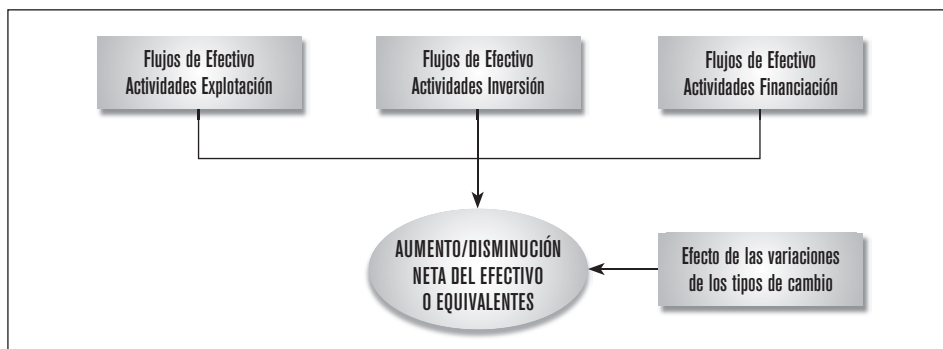 Flujos de Efectivo
Actividades Explotación
Flujos de Efectivo
Actividades Inversión
Flujos de Efectivo
Actividades Financiación
AUMENTO/DISMINUCIÓN
NETA DEL EFECTIVO
O EQUIVALENTES
Efecto de las variaciones
de los tipos de cambio